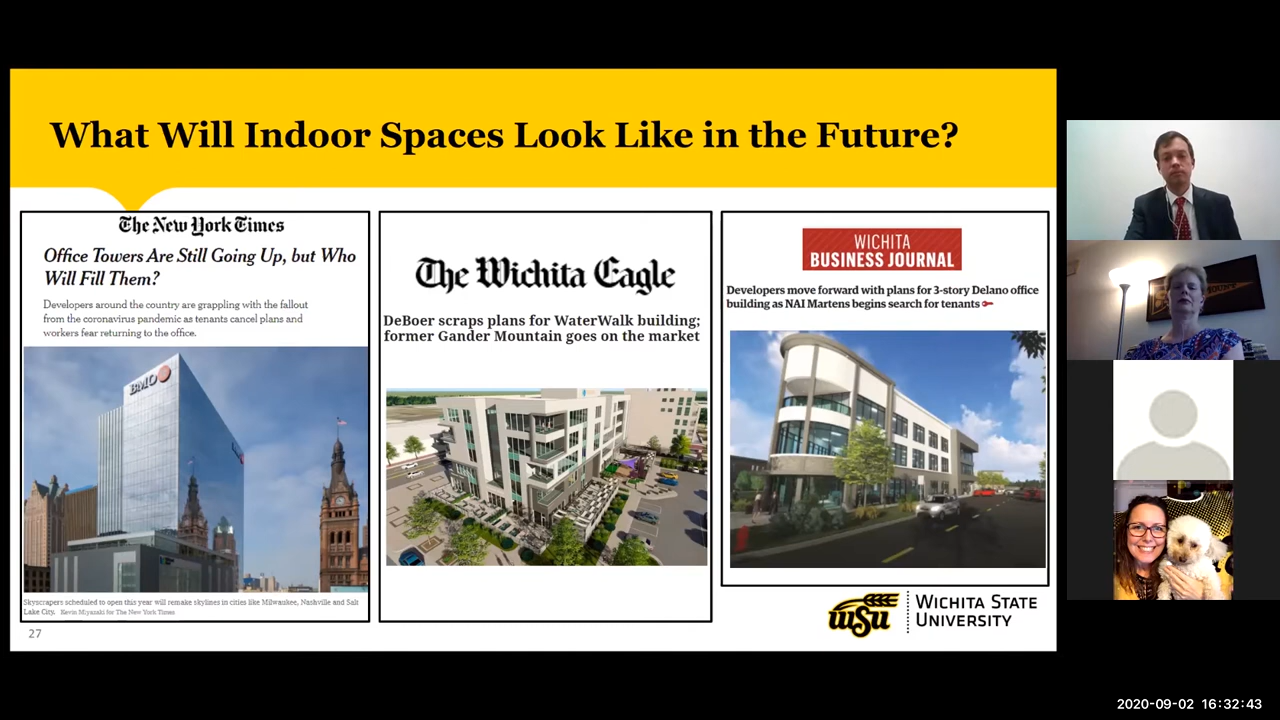 What Will Indoor Spaces Look Like in the Future?
The New York Times
Office Towers Are Still Going Up, but Who
Will Fill Them?
Developers around the country are grappling with the fallout
from the coronavirus pandemic as tenants cancel plans and
workers fear returning to the office.
BMO
Skyscrapers scheduled to open this year will remake skylines in cities like Milwaukee, Nashville and Salt
Lake City. Kevin Miyazaki for The New York Times
The Wichita Eagle
DeBoer scraps plans for WaterWalk building;
former Gander Mountain goes on the market
WICHITA
BUSINESS JOURNAL
Developers move forward with plans for 3-story Delano office
building as NAI Martens begins search for tenants
27
WSU
WICHITA STATE
UNIVERSITY
2020-09-02 16:32:43